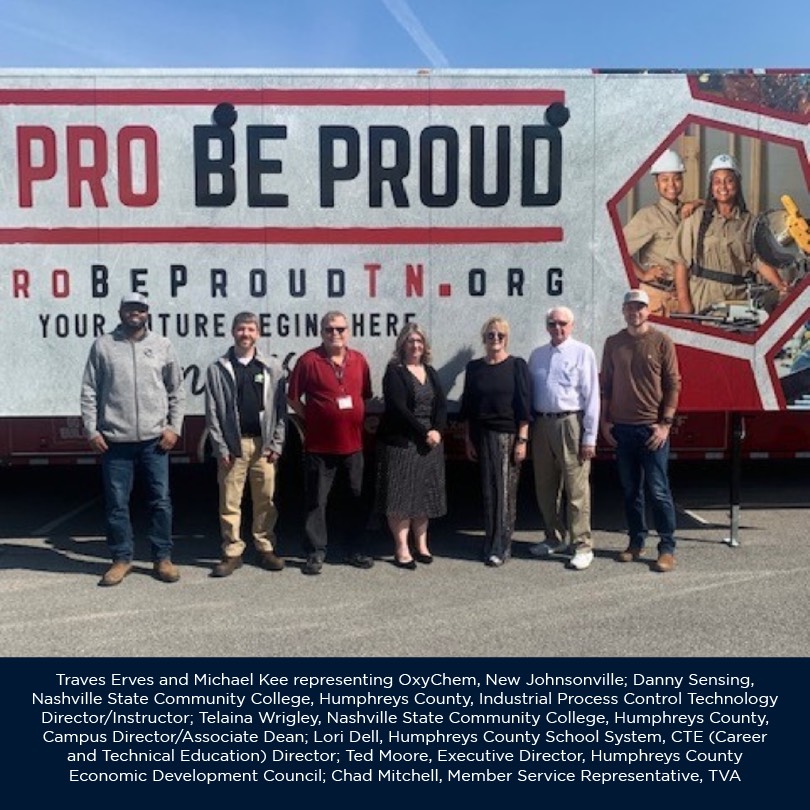 PRO BE PROUD
ROBEPROUDTN.ORG
YOUR FUTURE BEGINS HERE
Traves Erves and Michael Kee representing OxyChem, New Johnsonville; Danny Sensing,
Nashville State Community College, Humphreys County, Industrial Process Control Technology
Director/Instructor; Telaina Wrigley, Nashville State Community College, Humphreys County,
Campus Director/Associate Dean; Lori Dell, Humphreys County School System, CTE (Career
and Technical Education) Director; Ted Moore, Executive Director, Humphreys County
Economic Development Council; Chad Mitchell, Member Service Representative, TVA